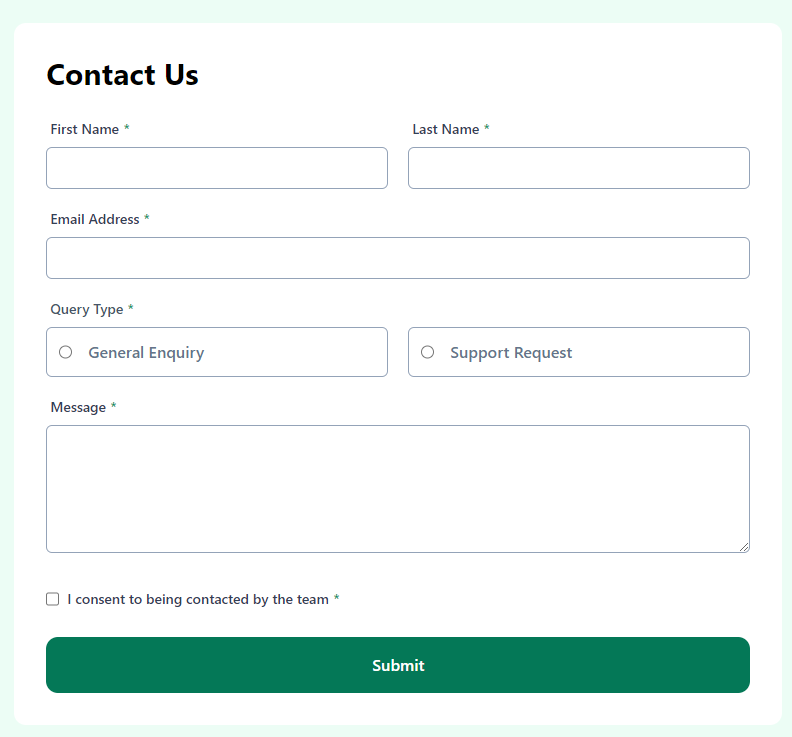 Contact Us
First Name * Last Name *
Email Address *
Query Type *
General Enquiry Support Request
Message *
I consent to being contacted by the team *
Submit